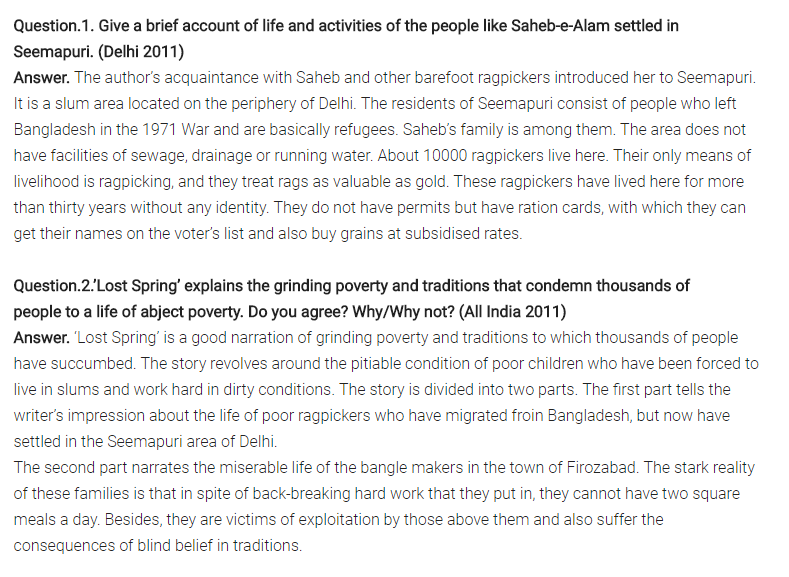 Question.1. Give a brief account of life and activities of the people like Saheb-e-Alam settled in
Seemapuri. (Delhi 2011)
Answer. The author's acquaintance with Saheb and other barefoot ragpickers introduced her to Seemapuri.
It is a slum area located on the periphery of Delhi. The residents of Seemapuri consist of people who left
Bangladesh in the 1971 War and are basically refugees. Saheb's family is among them. The area does not
have facilities of sewage, drainage or running water. About 10000 ragpickers live here. Their only means of
livelihood is ragpicking, and they treat rags as valuable as gold. These ragpickers have lived here for more
than thirty years without any identity. They do not have permits but have ration cards, with which they can
get their names on the voter's list and also buy grains at subsidised rates.
Question.2.'Lost Spring' explains the grinding poverty and traditions that condemn thousands of
people to a life of abject poverty. Do you agree? Why/Why not? (All India 2011)
Answer. 'Lost Spring' is a good narration of grinding poverty and traditions to which thousands of people
have succumbed. The story revolves around the pitiable condition of poor children who have been forced to
live in slums and work hard in dirty conditions. The story is divided into two parts. The first part tells the
writer's impression about the life of poor ragpickers who have migrated froin Bangladesh, but now have
settled in the Seemapuri area of Delhi.
The second part narrates the miserable life of the bangle makers in the town of Firozabad. The stark reality
of these families is that in spite of back-breaking hard work that they put in, they cannot have two square
meals a day. Besides, they are victims of exploitation by those above them and also suffer the
consequences of blind belief in traditions.